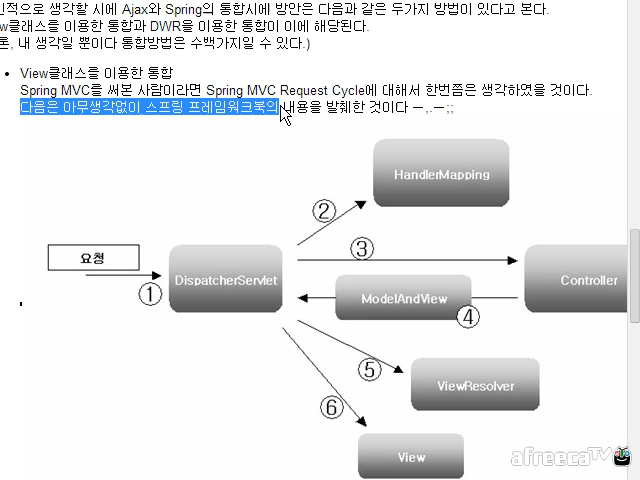 인적으로 생각할 시에 Ajax와 Spring의 통합시에 방안은 다음과 같은 두가지 방법이 있다고 본다.
w클래스를 이용한 통합과 DWR을 이용한 통합이 이에 해당된다.
론, 내 생각일 뿐이다 통합방법은 수백가지일 수 있다.)
View클래스를 이용한 통합
Spring MVC를 써본 사람이라면 Spring MVC Request Cycle에 대해서 한번쯤은 생각하였을 것이다.
다음은 아무생각없이 스프링 프레임워크북의 내용을 발췌한 것이다 ㅡ,.ㅡ;;
HandlerMapping
②
③
요청
DispatcherServlet
Controller
①
ModelAndView
④
⑤
ViewResolver
⑥
View
afreecaTV